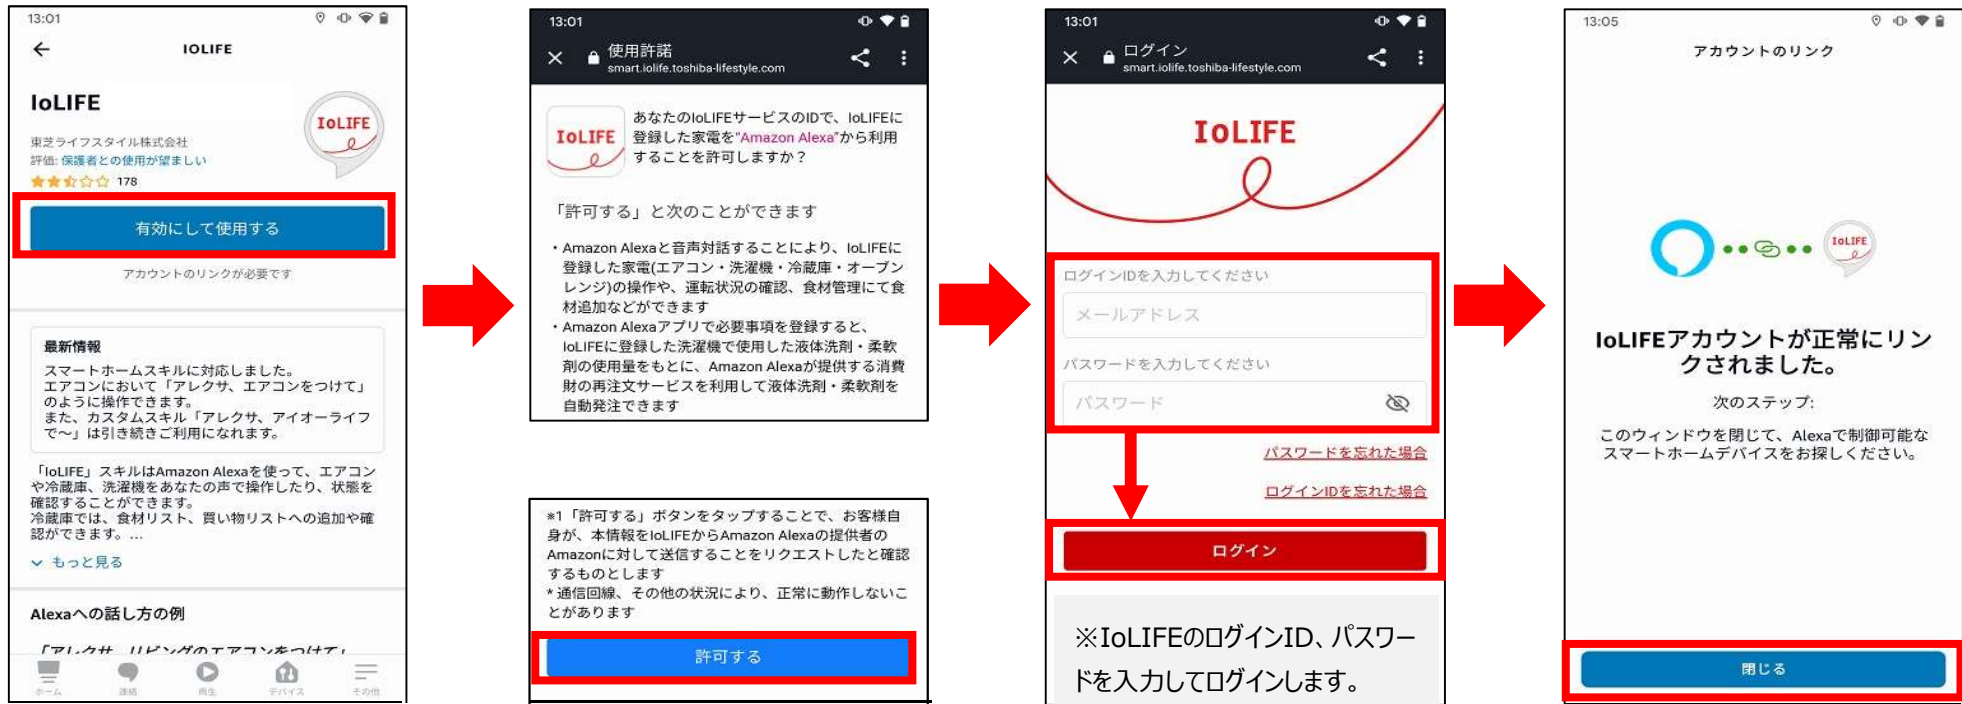 13:01
IOLIFE
IoLIFE
東芝ライフスタイル株式会社
評価: 保護者との使用が望ましい
178
IoLIFE
有効にして使用する
アカウントのリンクが必要です
最新情報
スマートホームスキルに対応しました。
エアコンにおいて「アレクサ、エアコンをつけて」
のように操作できます。
また、カスタムスキル「アレクサ、アイオーライフ
で～」は引き続きご利用になれます。
「IoLIFE」スキルはAmazon Alexaを使って、エアコン
や冷蔵庫、洗濯機をあなたの声で操作したり、状態を
確認することができます。
冷蔵庫では、食材リスト、買い物リストへの追加や確
認ができます。...
もっと見る
Alexaへの話し方の例
「アレクサ、リビングのエアコンをつけて」
ホーム
連絡
再生
デバイス
その他
13:01
使用許諾
smart.iolife.toshiba-lifestyle.com
IoLIFE
あなたのIoLIFEサービスのIDで、IoLIFEに
登録した家電を"Amazon Alexa"から利用
することを許可しますか？
「許可する」と次のことができます
・Amazon Alexaと音声対話することにより、IoLIFEに
登録した家電(エアコン・洗濯機・冷蔵庫・オーブン
レンジ)の操作や、運転状況の確認、食材管理にて食
材追加などができます
・Amazon Alexaアプリで必要事項を登録すると、
IoLIFEに登録した洗濯機で使用した液体洗剤・柔軟
剤の使用量をもとに、Amazon Alexaが提供する消費
財の再注文サービスを利用して液体洗剤・柔軟剤を
自動発注できます
※1「許可する」ボタンをタップすることで、お客様自
身が、本情報をIoLIFEからAmazon Alexaの提供者の
Amazonに対して送信することをリクエストしたと確認
するものとします
* 通信回線、その他の状況により、正常に動作しないこ
とがあります
許可する
13:01
ログイン
smart.iolife.toshiba-lifestyle.com
IoLIFE
ログインIDを入力してください
メールアドレス
パスワードを入力してください
パスワード
パスワードを忘れた場合
ログインIDを忘れた場合
ログイン
※IoLIFEのログインID、パスワー
ドを入力してログインします。
13:05
アカウントのリンク
IoLIFE
IoLIFEアカウントが正常にリン
クされました。
次のステップ:
このウィンドウを閉じて、Alexaで制御可能な
スマートホームデバイスをお探しください。
閉じる